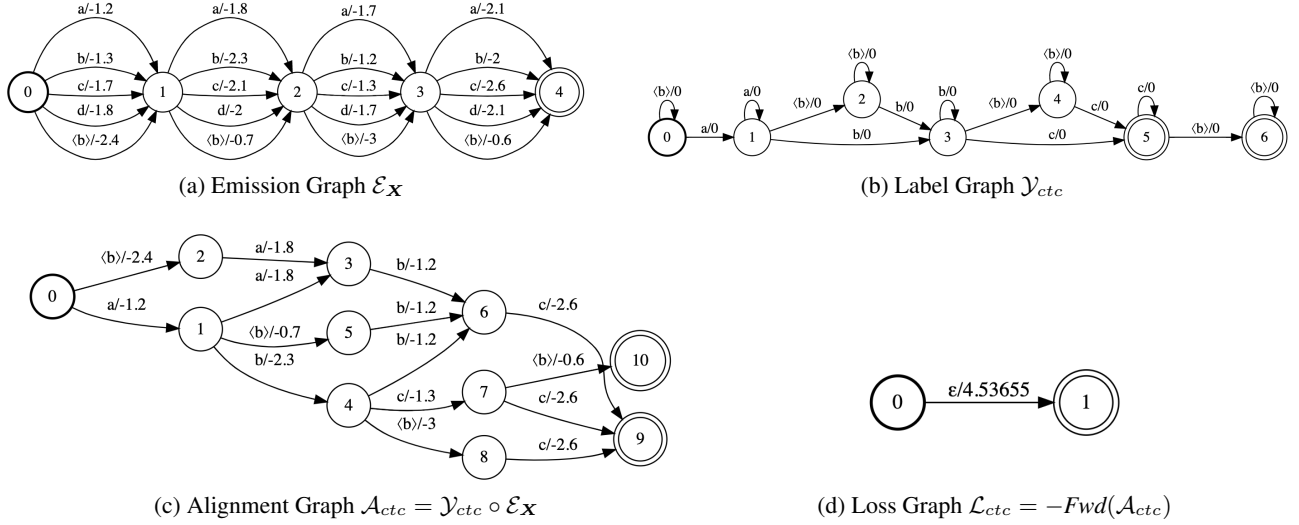 a/-1.2 a/-1.8 a/-1.7 a/-2.1
b/-1.3 b/-2.3 b/-1.2 b/-2
0 c/-1.7 1 c/-2.1 2 c/-1.3 3 c/-2.6 4
d/-1.8 d/-2 d/-1.7 d/-2.1
⟨b⟩/-2.4 ⟨b⟩/-0.7 ⟨b⟩/-3 ⟨b⟩/-0.6
(a) Emission Graph ℰ𝑿
⟨b⟩/0 ⟨b⟩/0
⟨b⟩/0 a/0 2 b/0 4 c/0 ⟨b⟩/0
⟨b⟩/0 b/0 ⟨b⟩/0 c/0
0 a/0 1 b/0 3 c/0 5 ⟨b⟩/0 6
(b) Label Graph 𝒴ctc
⟨b⟩/-2.4 2 a/-1.8 3 b/-1.2
0 a/-1.8
a/-1.2 1 ⟨b⟩/-0.7 5 b/-1.2 6 c/-2.6
b/-2.3 b/-1.2
⟨b⟩/-0.6 10
4 c/-1.3 7 c/-2.6
⟨b⟩/-3 8 c/-2.6 9
(c) Alignment Graph 𝒜ctc = 𝒴ctc ∘ ℰ𝑿
0 ε/4.53655 1
(d) Loss Graph ℒctc = −Fwd(𝒜ctc)